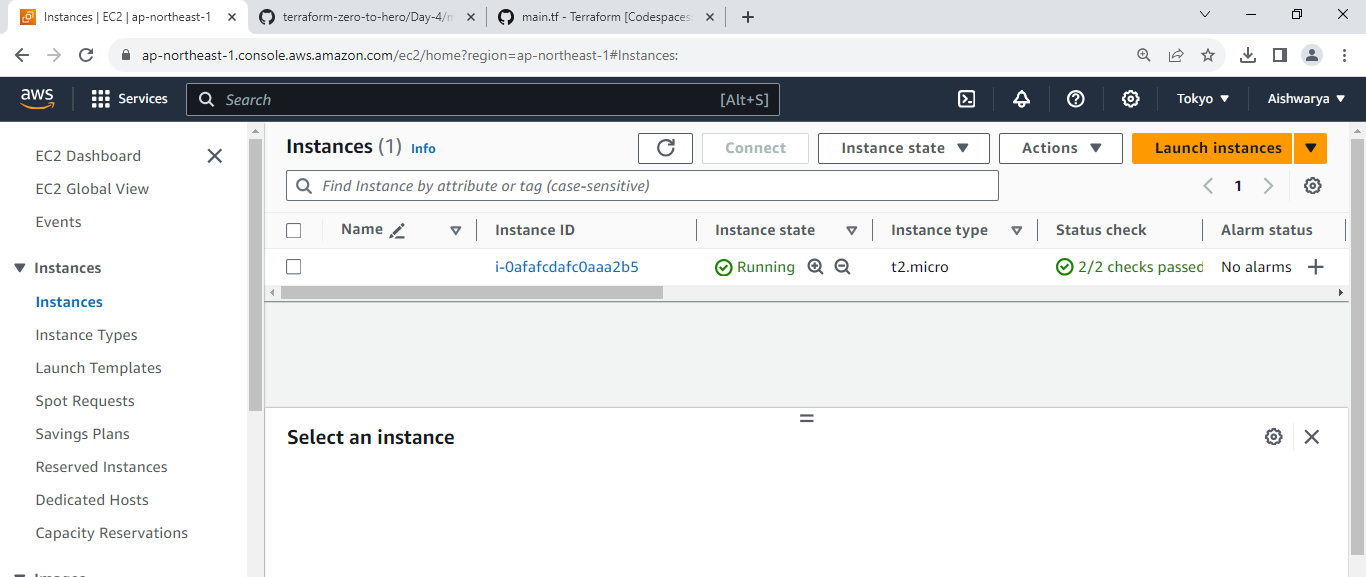 Instances | EC2 | ap-northeast-1
terraform-zero-to-hero/Day-4/m
main.tf - Terraform [Codespaces
ap-northeast-1.console.aws.amazon.com/ec2/home?region=ap-northeast-1#Instances:
aws
Services
Search
[Alt+S]
Tokyo
Aishwarya
EC2 Dashboard
EC2 Global View
Events
Instances
Instances
Instance Types
Launch Templates
Spot Requests
Savings Plans
Reserved Instances
Dedicated Hosts
Capacity Reservations
Images
Instances (1) Info
Connect
Instance state
Actions
Launch instances
Find Instance by attribute or tag (case-sensitive)
1
Name Instance ID Instance state Instance type Status check Alarm status
i-0afafcdafc0aaa2b5 Running t2.micro 2/2 checks passed No alarms
Select an instance